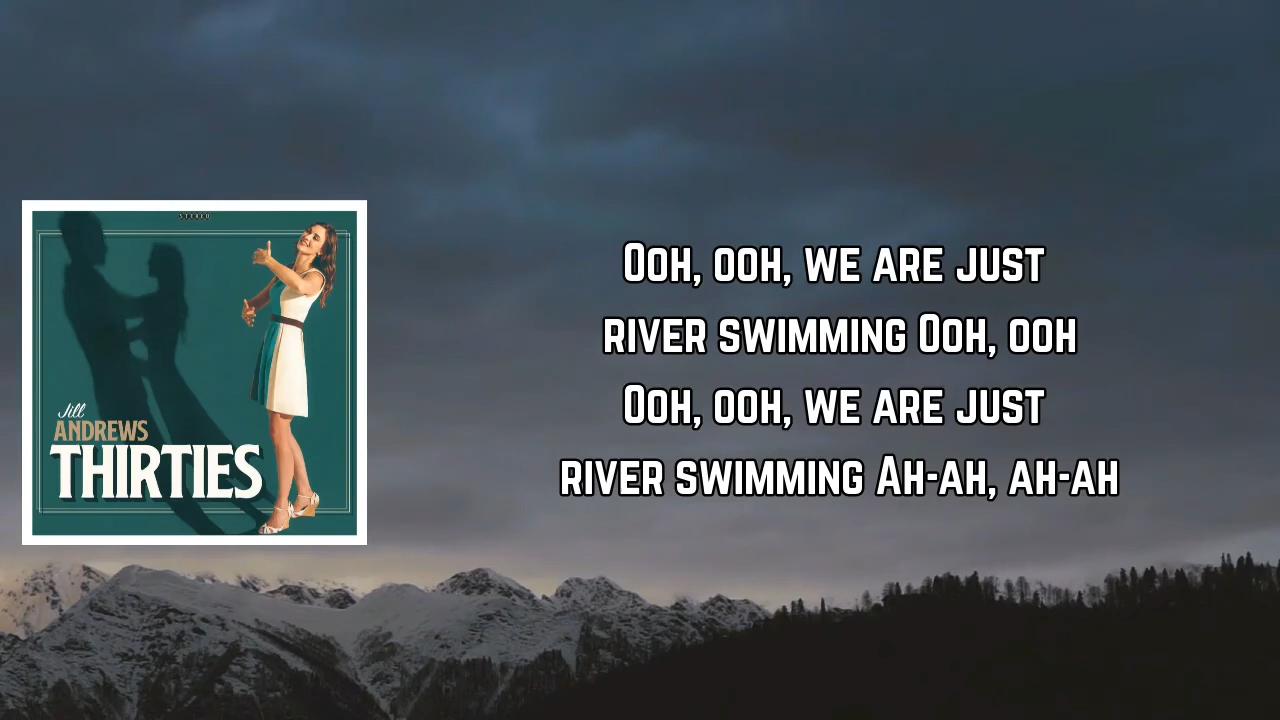 STEREO
Jill
ANDREWS
THIRTIES
Ooh, ooh, we are just
river swimming Ooh, ooh
Ooh, ooh, we are just
river swimming Ah-ah, ah-ah